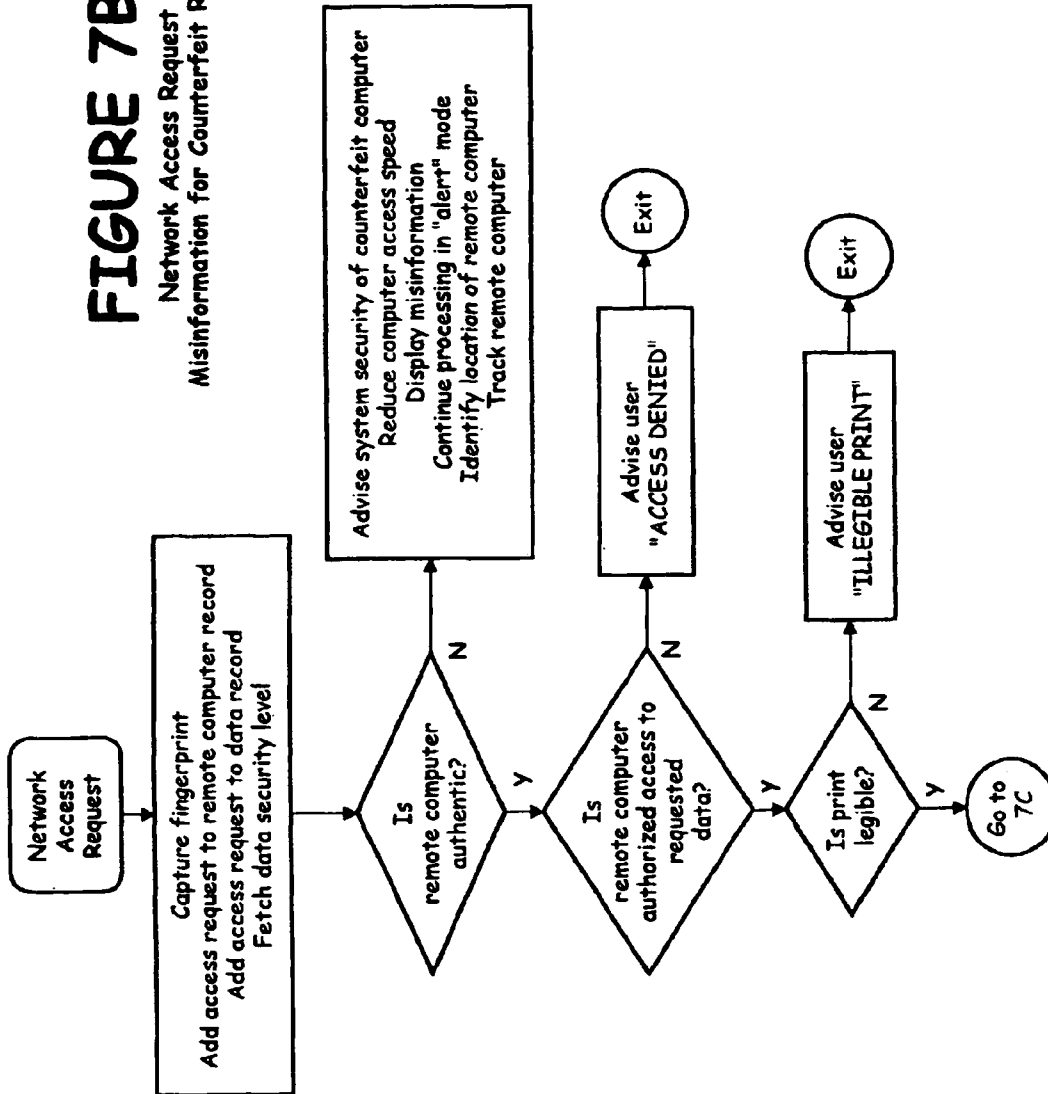 FIGURE 7B
Network Access Request
Misinformation for Counterfeit
Network
Access
Request
Capture fingerprint
Add access request to remote computer record
Add access request to data record
Fetch data security level
Is
remote computer
authentic?
N
Advise system security of counterfeit computer
Reduce computer access speed
Display misinformation
Continue processing in "alert" mode
Identify location of remote computer
Track remote computer
Y
Is
remote computer
authorized access to
requested
data?
N
Advise user
"ACCESS DENIED"
Exit
Y
Is print
legible?
N
Advise user
"ILLEGIBLE PRINT"
Exit
Y
Go to
7C